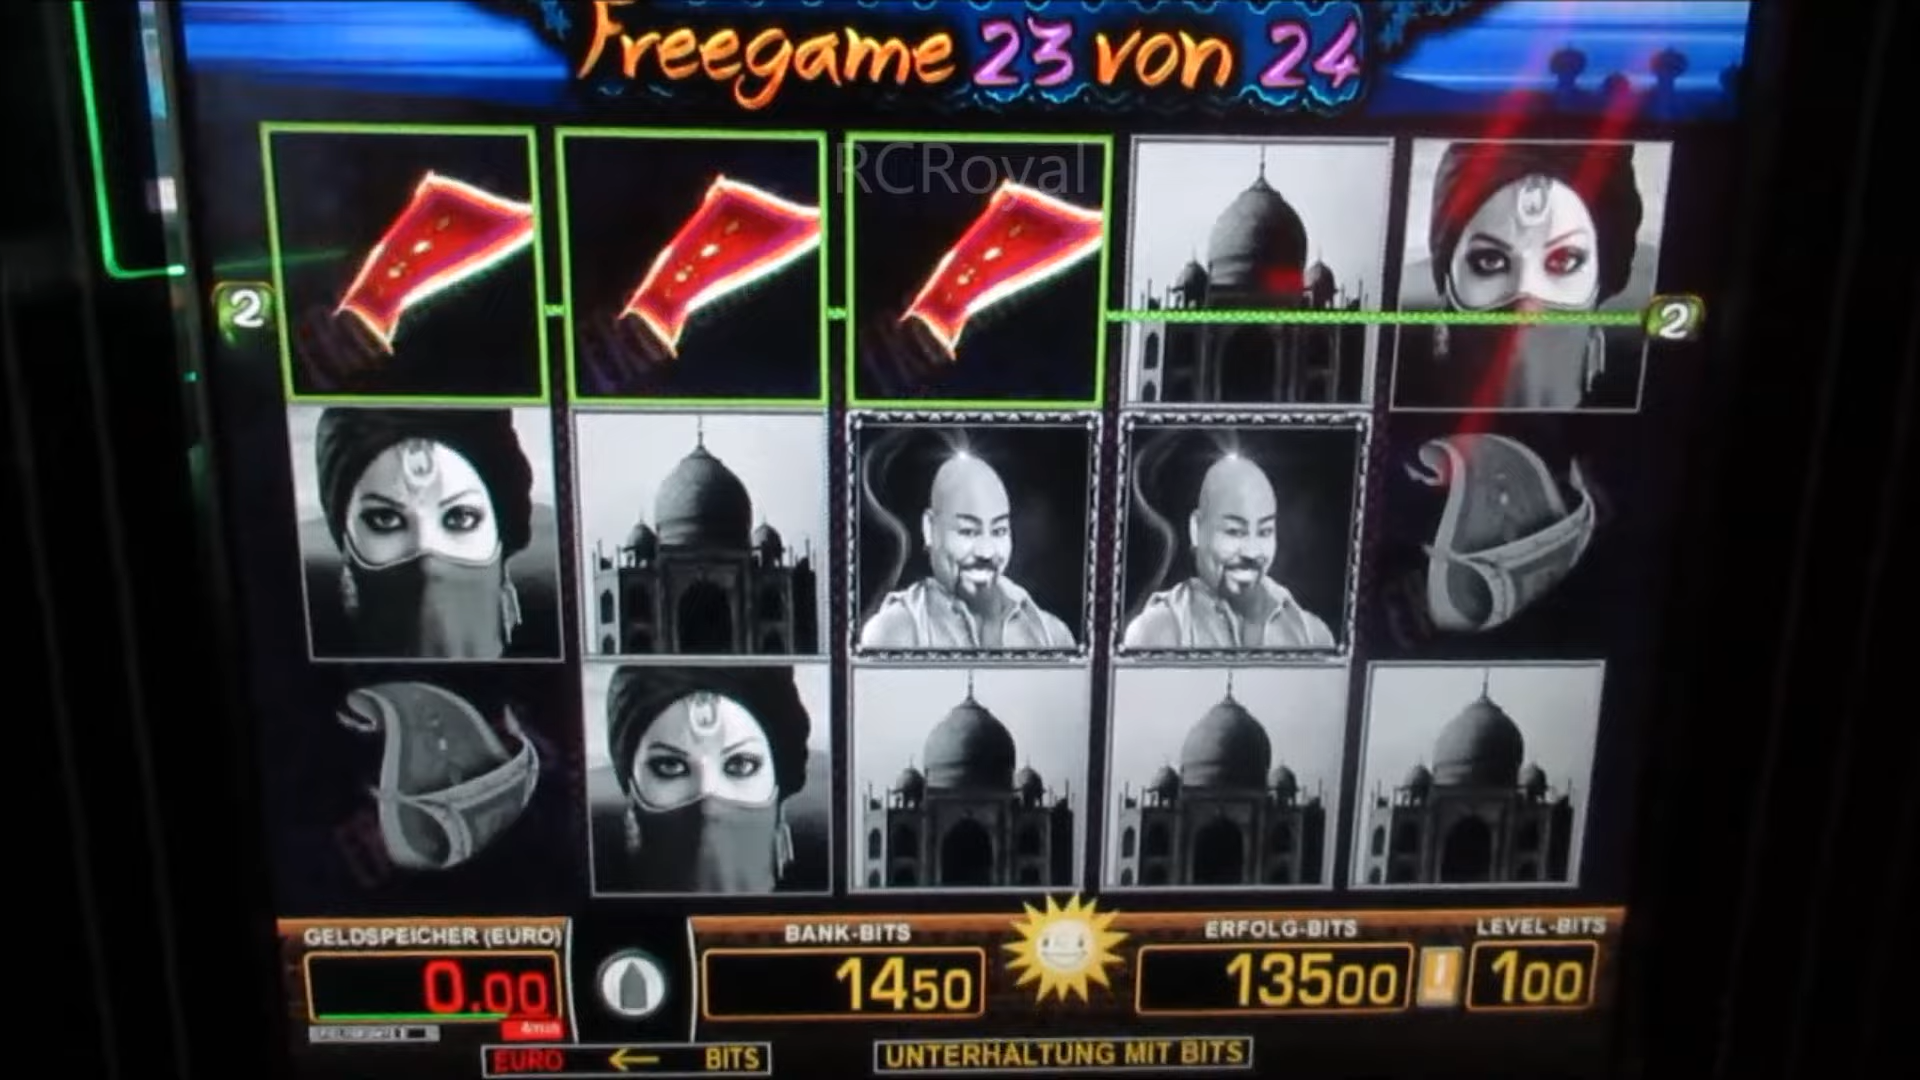 Freegame 23 von 24
RCRoyal
2
2
GELDSPEICHER (EURO)
BANK-BITS
ERFOLG-BITS
LEVEL-BITS
0.00
1450
13500
100
4min
EURO ← BITS
UNTERHALTUNG MIT BITS